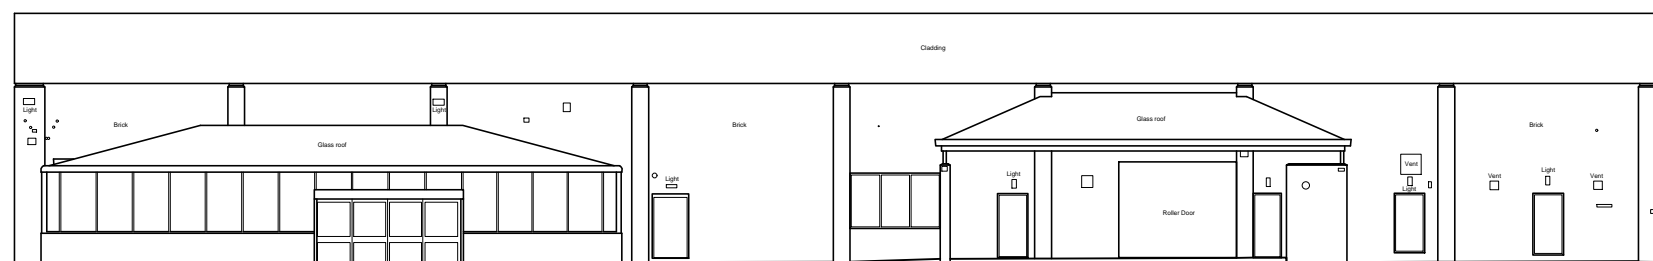 Cladding
Light
Light
Brick
Brick
Brick
Glass roof
Glass roof
Vent
Light
Light
Light
Vent
Light
Vent
Roller Door